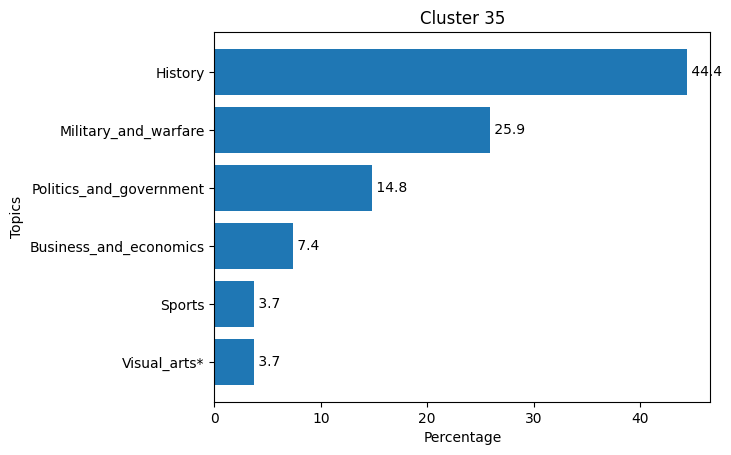 Cluster 35
History 44.4
Military_and_warfare 25.9
Politics_and_government 14.8
Business_and_economics 7.4
Sports 3.7
Visual_arts* 3.7
Topics
0 10 20 30 40
Percentage